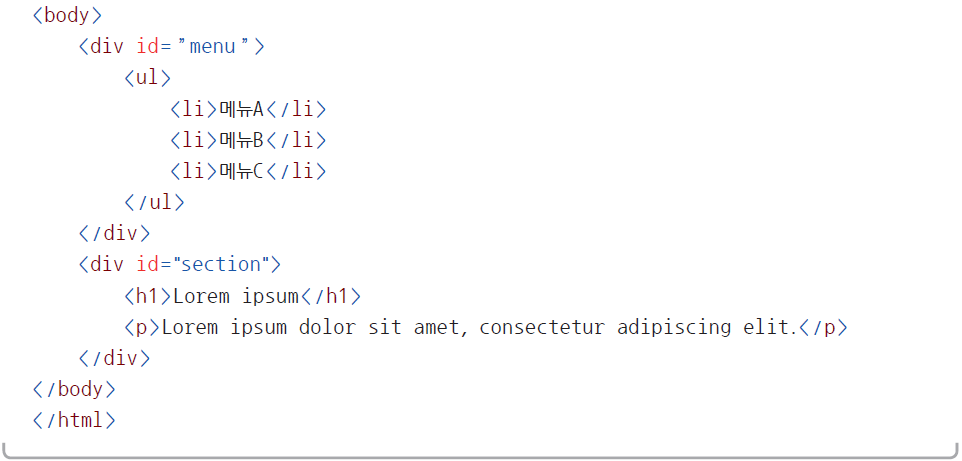 <body>
<div id=”menu”>
<ul>
<li>메뉴A</li>
<li>메뉴B</li>
<li>메뉴C</li>
</ul>
</div>
<div id="section">
<h1>Lorem ipsum</h1>
<p>Lorem ipsum dolor sit amet, consectetur adipiscing elit.</p>
</div>
</body>
</html>